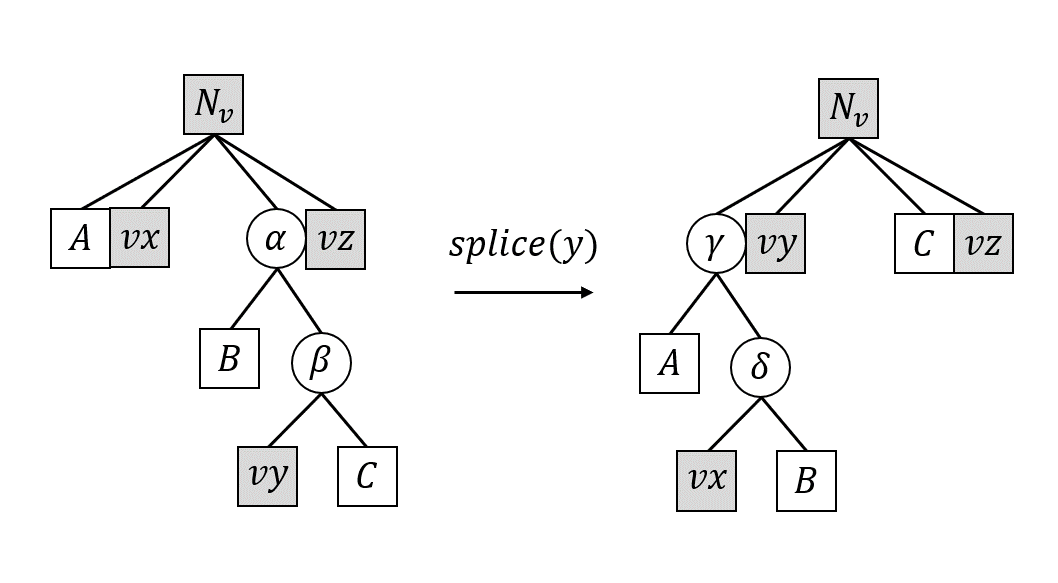 N_v N_v
A vx α vz splice(y) γ vy C vz
B β A δ
vy C vx B